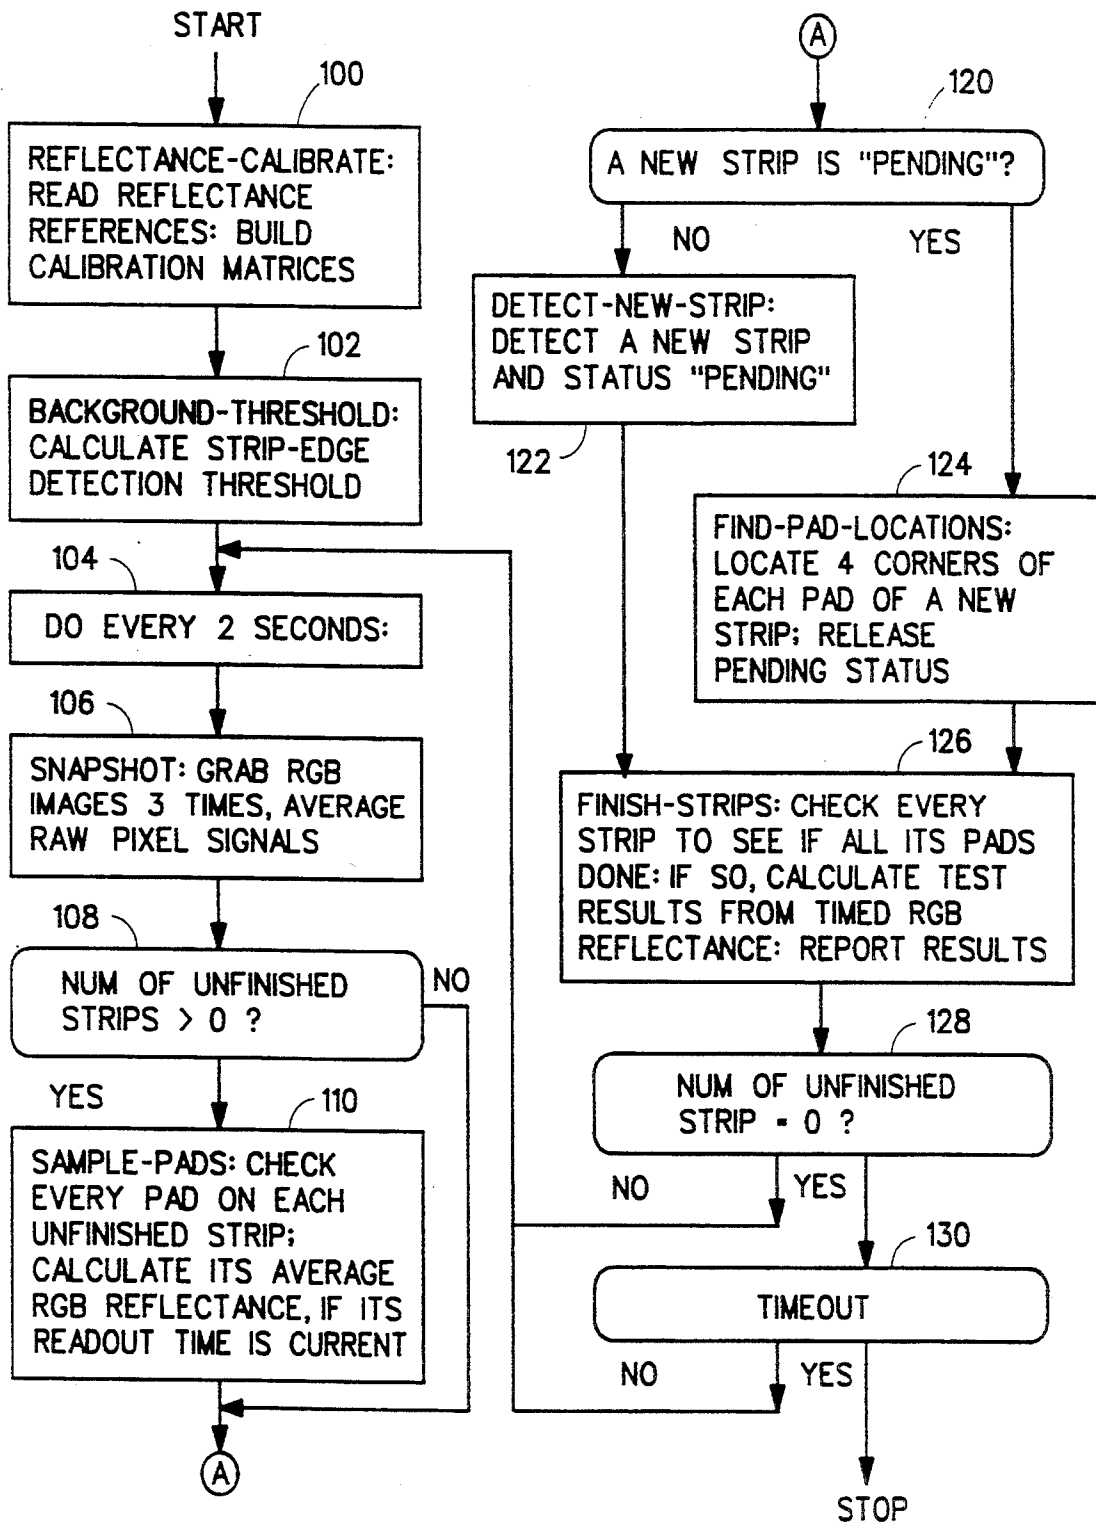 START
100
REFLECTANCE-CALIBRATE:
READ REFLECTANCE
REFERENCES: BUILD
CALIBRATION MATRICES
102
BACKGROUND-THRESHOLD:
CALCULATE STRIP-EDGE
DETECTION THRESHOLD
104
DO EVERY 2 SECONDS:
106
SNAPSHOT: GRAB RGB
IMAGES 3 TIMES, AVERAGE
RAW PIXEL SIGNALS
108
NUM OF UNFINISHED
STRIPS > 0 ?
NO
YES
110
SAMPLE-PADS: CHECK
EVERY PAD ON EACH
UNFINISHED STRIP;
CALCULATE ITS AVERAGE
RGB REFLECTANCE, IF ITS
READOUT TIME IS CURRENT
A
A
120
A NEW STRIP IS "PENDING"?
NO
YES
DETECT-NEW-STRIP:
DETECT A NEW STRIP
AND STATUS "PENDING"
122
124
FIND-PAD-LOCATIONS:
LOCATE 4 CORNERS OF
EACH PAD OF A NEW
STRIP; RELEASE
PENDING STATUS
126
FINISH-STRIPS: CHECK EVERY
STRIP TO SEE IF ALL ITS PADS
DONE: IF SO, CALCULATE TEST
RESULTS FROM TIMED RGB
REFLECTANCE: REPORT RESULTS
128
NUM OF UNFINISHED
STRIP = 0 ?
NO
YES
130
TIMEOUT
NO
YES
STOP